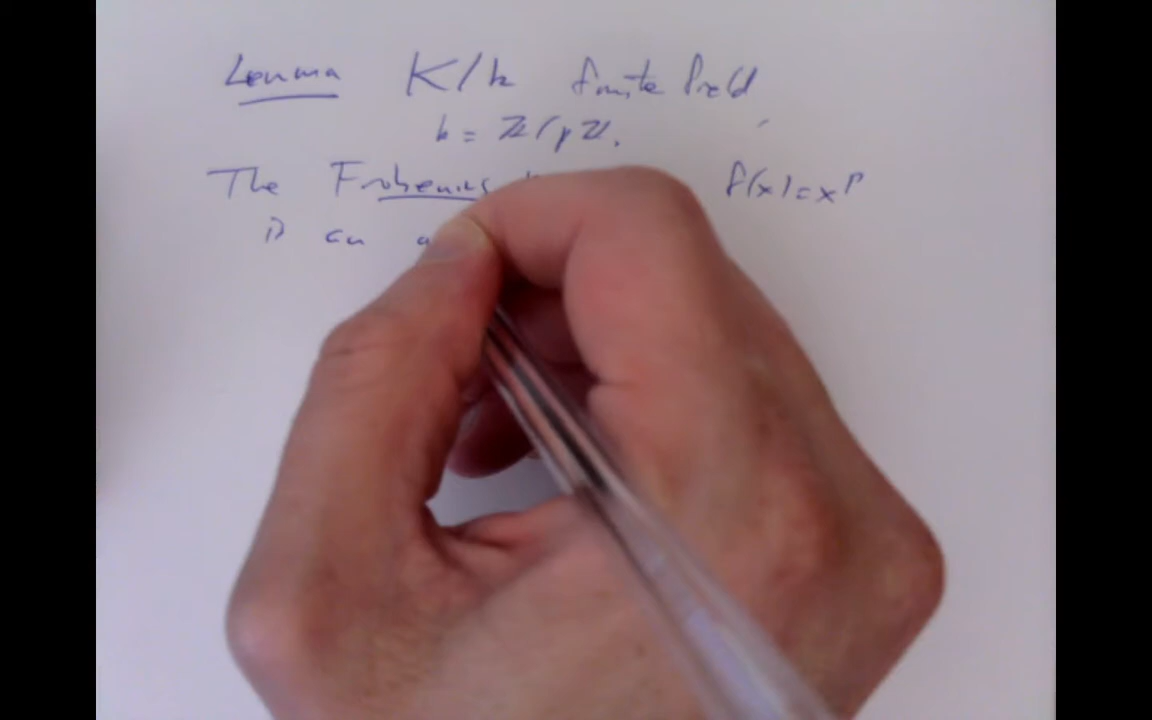 Lemma K/k finite field
k = ℤ/pℤ.
The Frobenius f(x)=x^p
is an